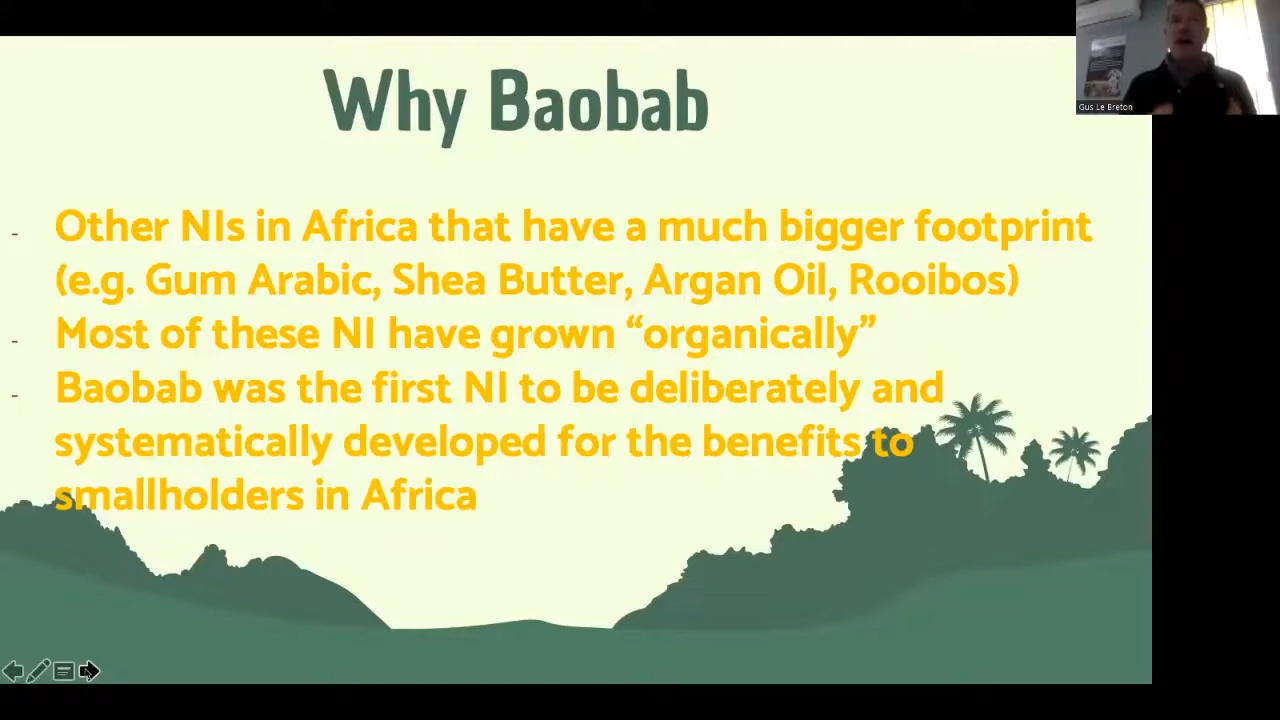 Why Baobab
Gus Le Breton
- Other NIs in Africa that have a much bigger footprint
(e.g. Gum Arabic, Shea Butter, Argan Oil, Rooibos)
- Most of these NI have grown “organically”
- Baobab was the first NI to be deliberately and
systematically developed for the benefits to
smallholders in Africa